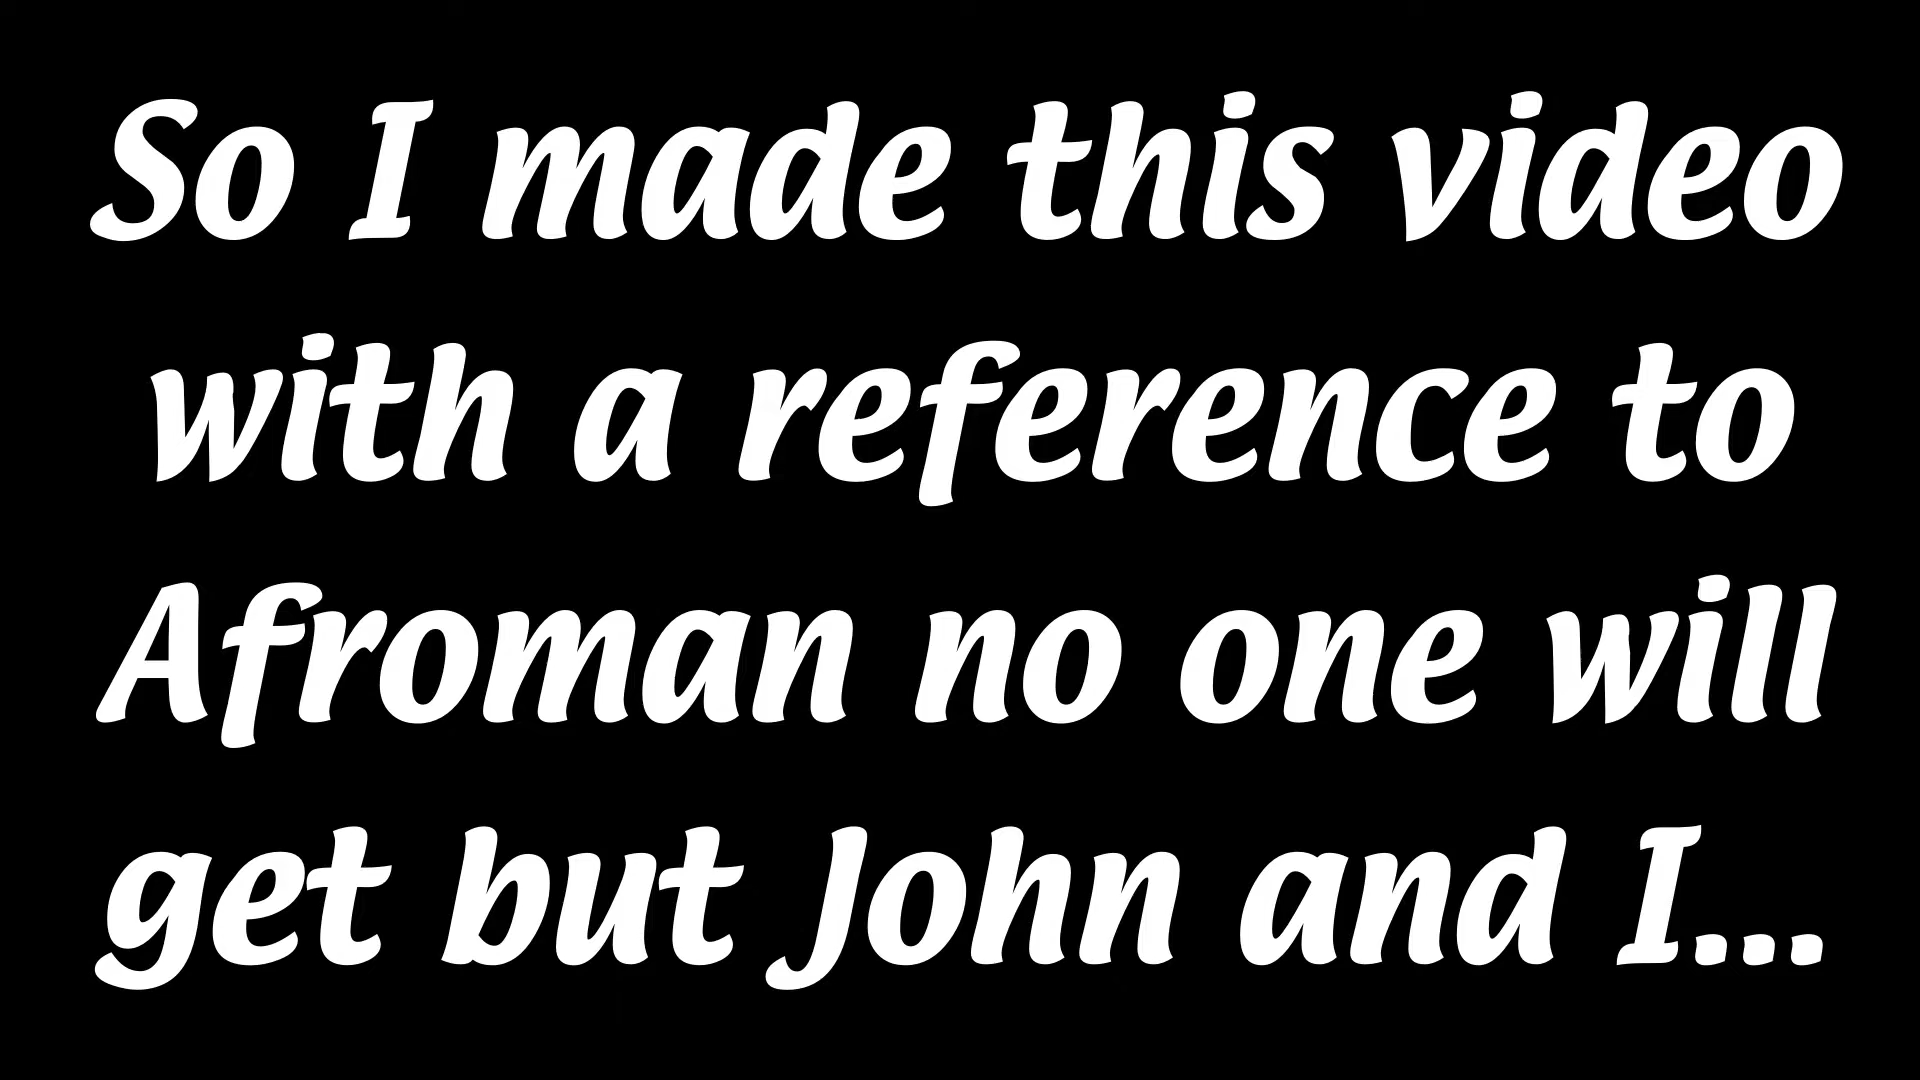 So I made this video
with a reference to
Afroman no one will
get but John and I...